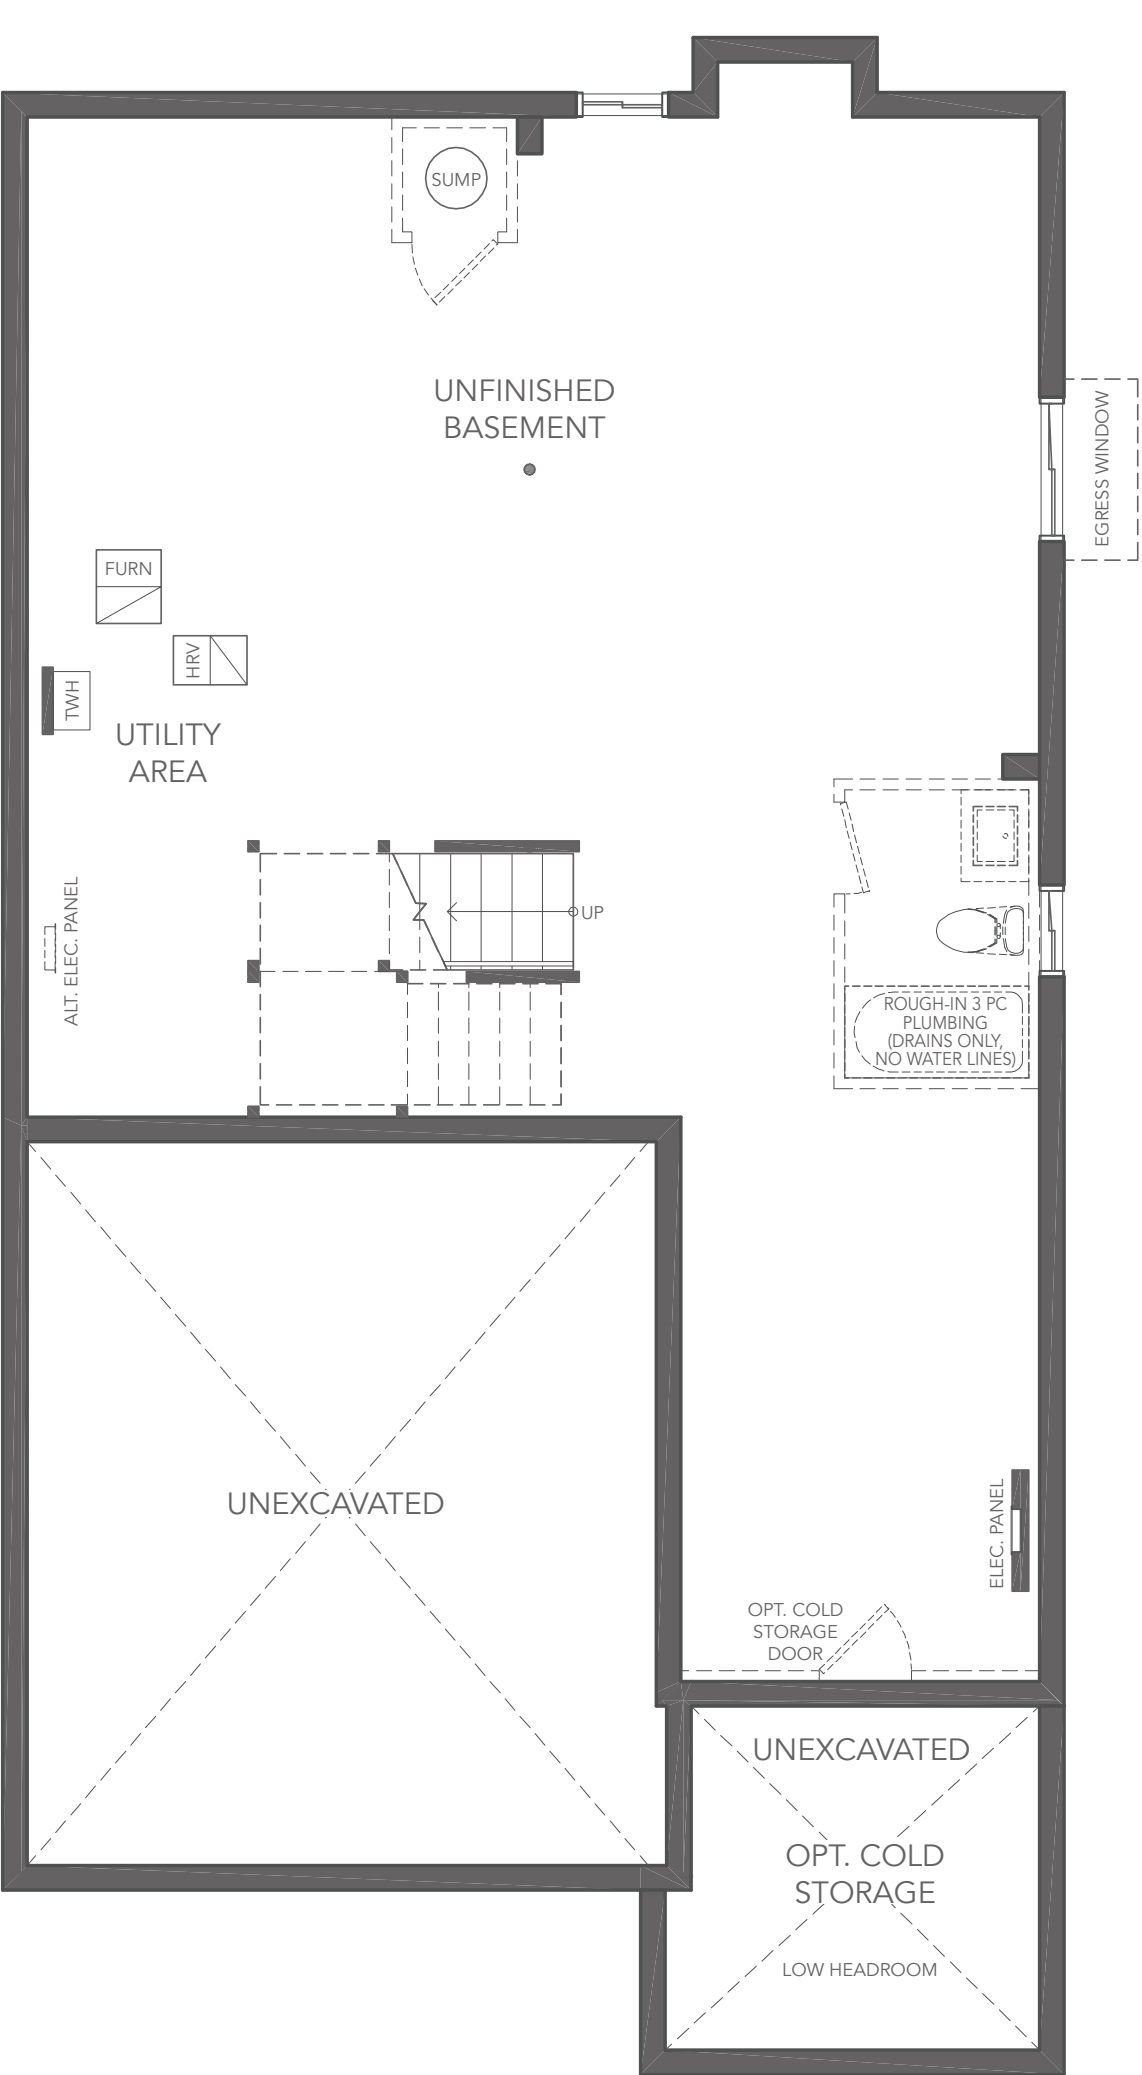 SUMP
UNFINISHED
BASEMENT
EGRESS WINDOW
FURN
HRV
TWH
UTILITY
AREA
ALT. ELEC. PANEL
UP
ROUGH-IN 3 PC
PLUMBING
(DRAINS ONLY,
NO WATER LINES)
UNEXCAVATED
ELEC. PANEL
OPT. COLD
STORAGE
DOOR
UNEXCAVATED
OPT. COLD
STORAGE
LOW HEADROOM